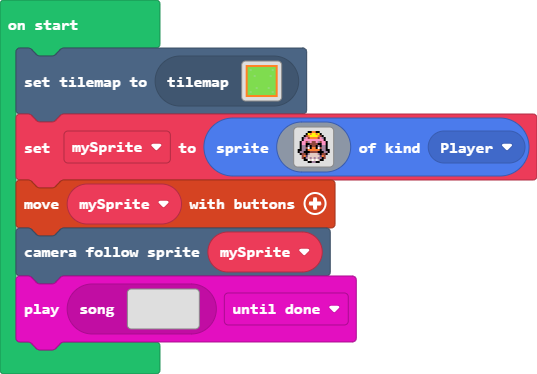 on start
set tilemap to tilemap
set mySprite to sprite of kind Player
move mySprite with buttons
camera follow sprite mySprite
play song until done